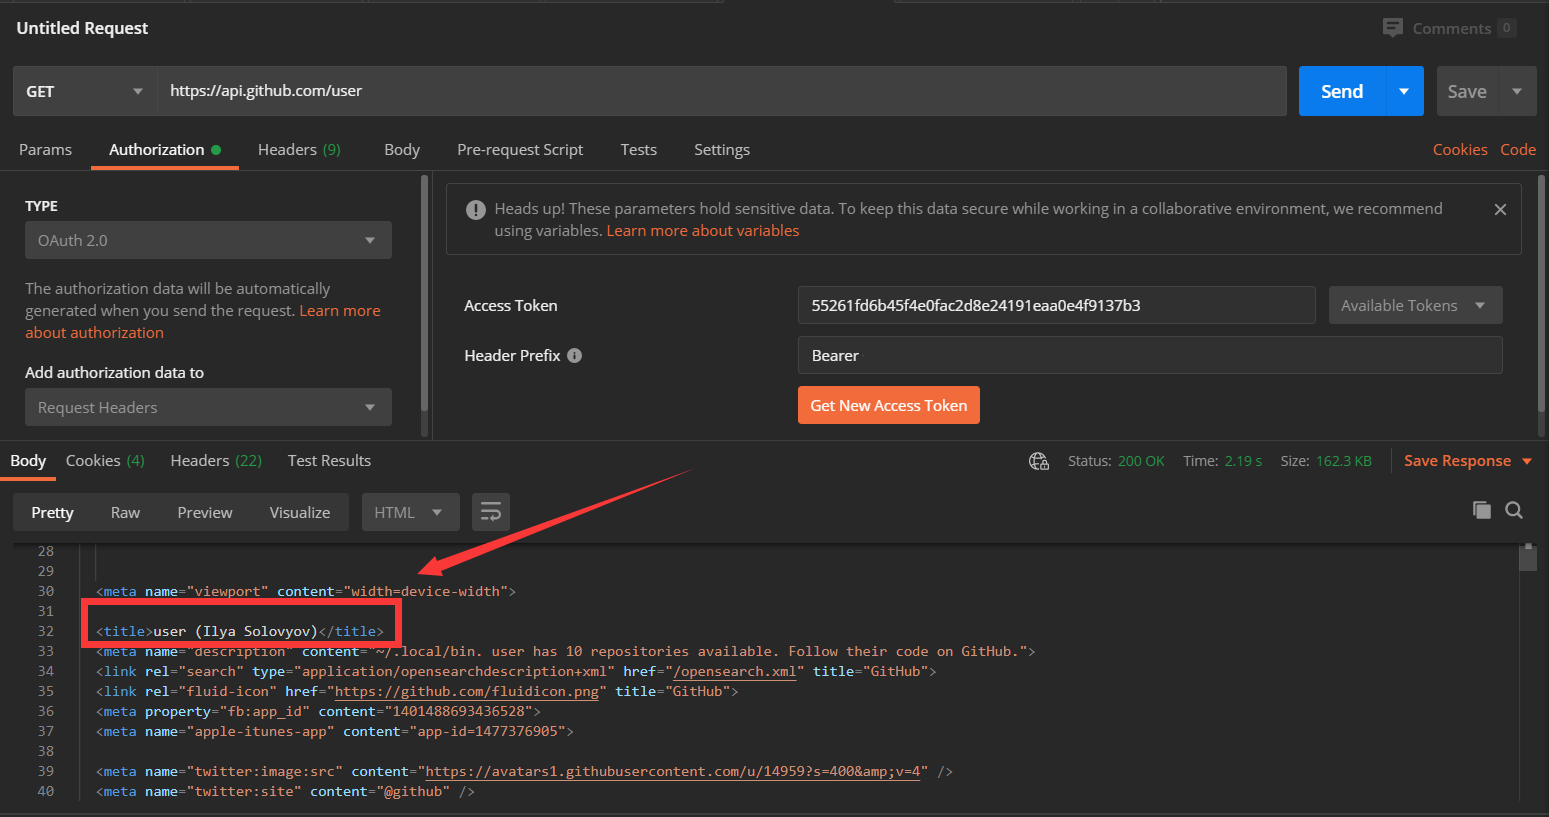 Untitled Request
Comments 0
GET https://api.github.com/user Send Save
Params Authorization Headers (9) Body Pre-request Script Tests Settings Cookies Code
TYPE
OAuth 2.0
The authorization data will be automatically
generated when you send the request. Learn more
about authorization
Add authorization data to
Request Headers
Heads up! These parameters hold sensitive data. To keep this data secure while working in a collaborative environment, we recommend
using variables. Learn more about variables
Access Token 55261fd6b45f4e0fac2d8e24191eaa0e4f9137b3 Available Tokens
Header Prefix Bearer
Get New Access Token
Body Cookies (4) Headers (22) Test Results Status: 200 OK Time: 2.19 s Size: 162.3 KB Save Response
Pretty Raw Preview Visualize HTML
28
29
30 <meta name="viewport" content="width=device-width">
31
32 <title>user (Ilya Solovyov)</title>
33 <meta name="description" content="~/.local/bin. user has 10 repositories available. Follow their code on GitHub.">
34 <link rel="search" type="application/opensearchdescription+xml" href="/opensearch.xml" title="GitHub">
35 <link rel="fluid-icon" href="https://github.com/fluidicon.png" title="GitHub">
36 <meta property="fb:app_id" content="1401488693436528">
37 <meta name="apple-itunes-app" content="app-id=1477376905">
38
39 <meta name="twitter:image:src" content="https://avatars1.githubusercontent.com/u/14959?s=400&amp;v=4" />
40 <meta name="twitter:site" content="@github" />